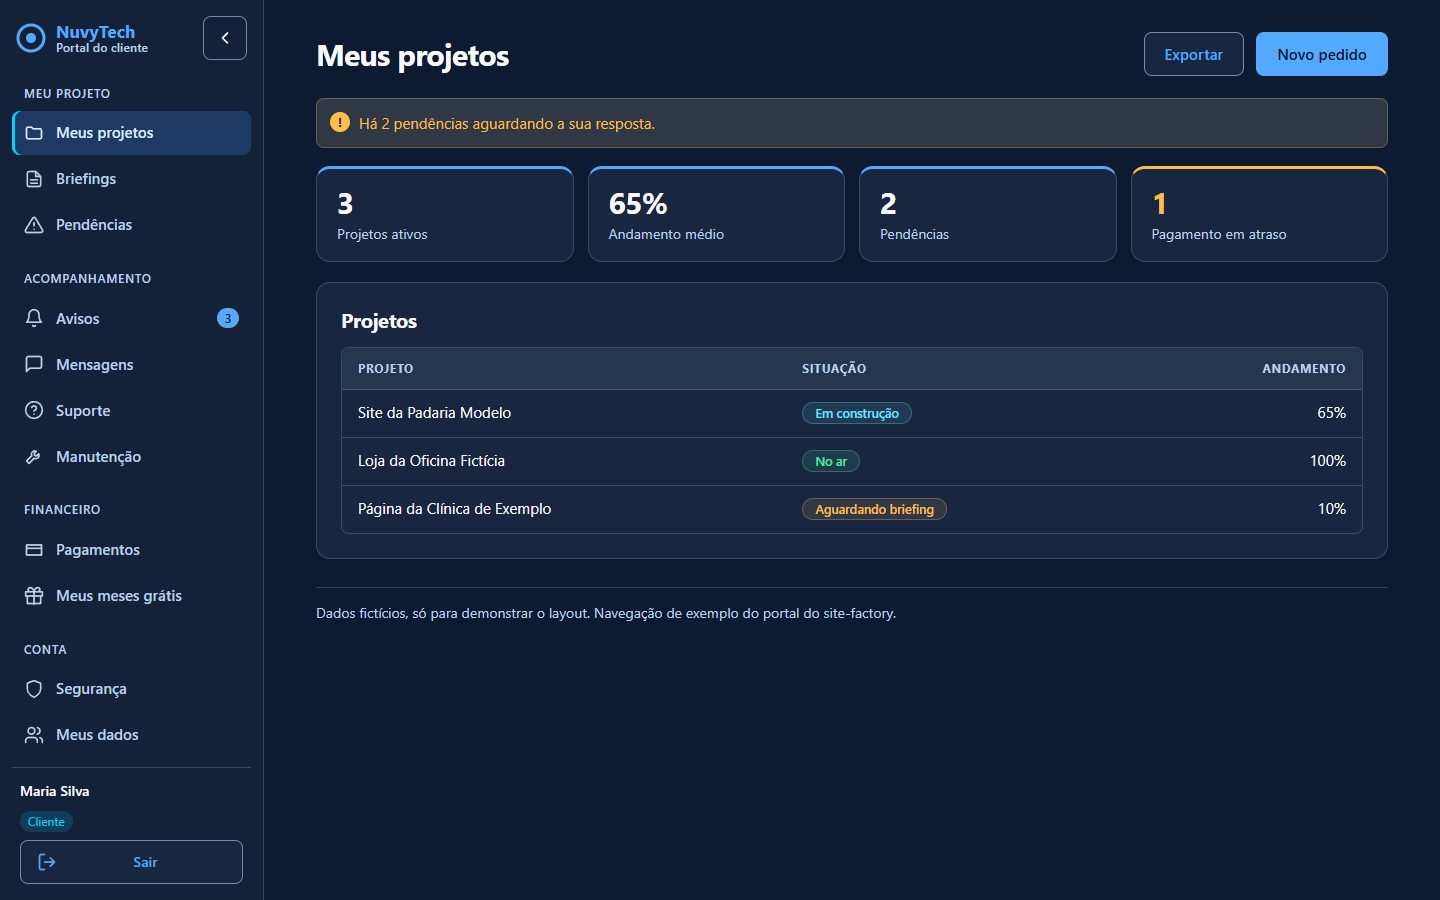 NuvyTech
Portal do cliente
MEU PROJETO
Meus projetos
Briefings
Pendências
ACOMPANHAMENTO
Avisos 3
Mensagens
Suporte
Manutenção
FINANCEIRO
Pagamentos
Meus meses grátis
CONTA
Segurança
Meus dados
Maria Silva
Cliente
Sair
Meus projetos
Exportar
Novo pedido
! Há 2 pendências aguardando a sua resposta.
3
Projetos ativos
65%
Andamento médio
2
Pendências
1
Pagamento em atraso
Projetos
PROJETO SITUAÇÃO ANDAMENTO
Site da Padaria Modelo Em construção 65%
Loja da Oficina Fictícia No ar 100%
Página da Clínica de Exemplo Aguardando briefing 10%
Dados fictícios, só para demonstrar o layout. Navegação de exemplo do portal do site-factory.